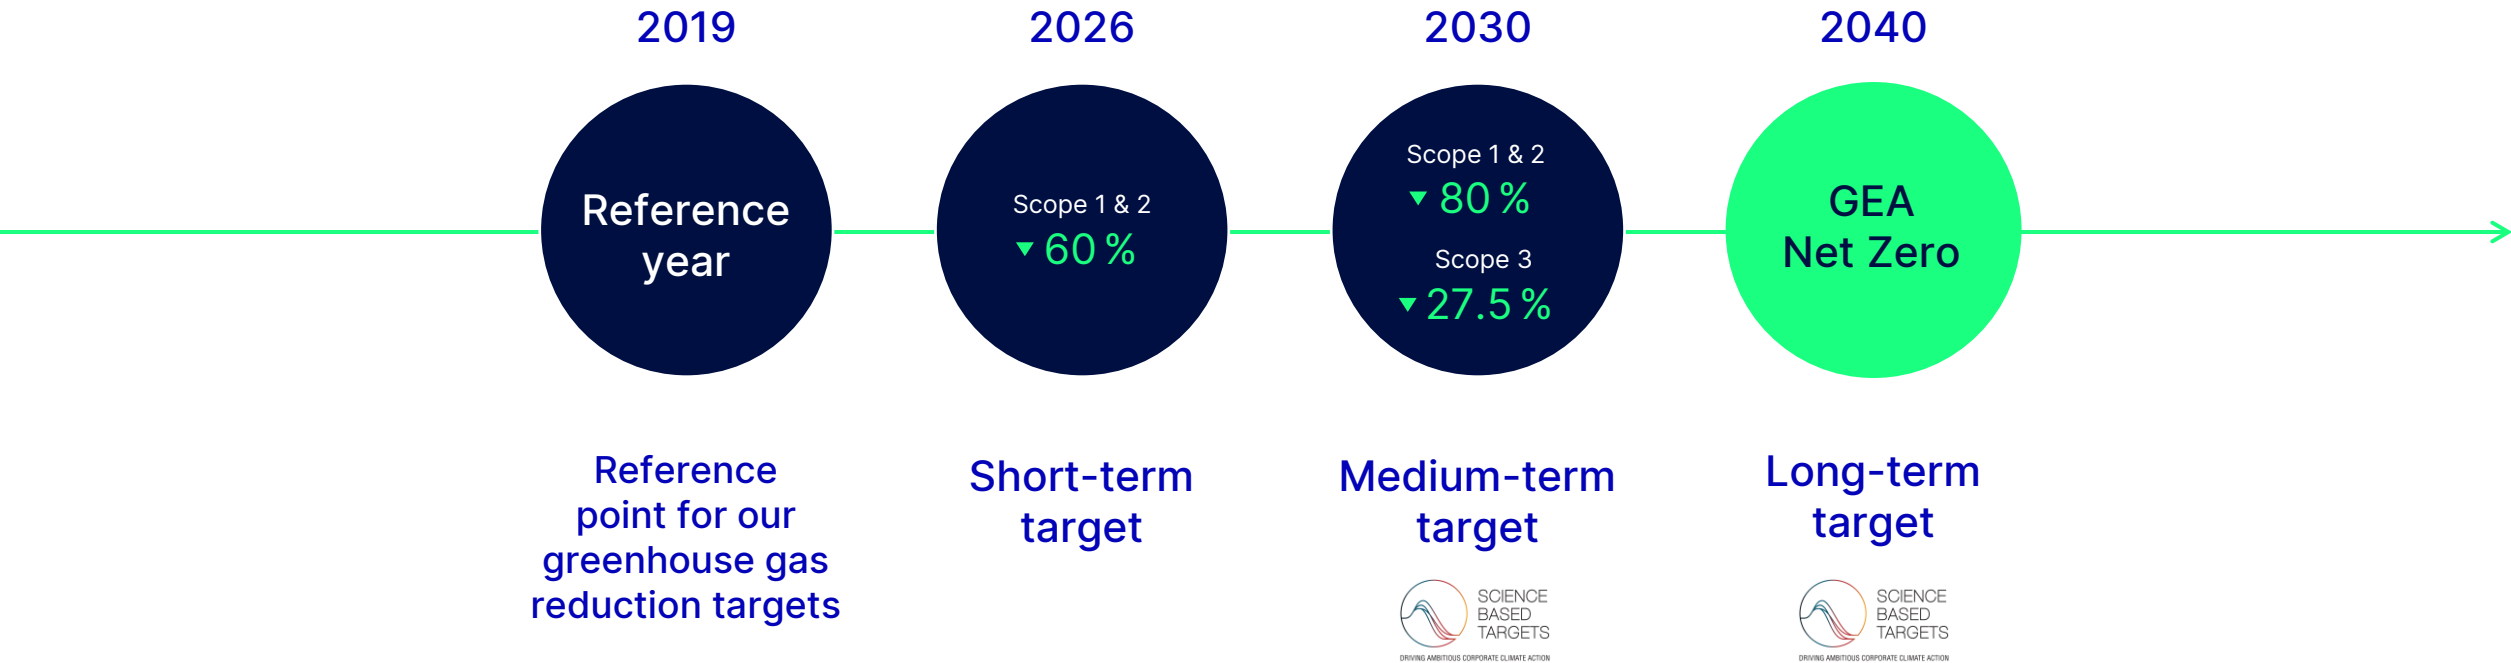 2019
2026
2030
2040
Reference
year
Scope 1 & 2
▼ 60 %
Scope 1 & 2
▼ 80 %
Scope 3
▼ 27.5 %
GEA
Net Zero
Reference
point for our
greenhouse gas
reduction targets
Short-term
target
Medium-term
target
SCIENCE
BASED
TARGETS
DRIVING AMBITIOUS CORPORATE CLIMATE ACTION
Long-term
target
SCIENCE
BASED
TARGETS
DRIVING AMBITIOUS CORPORATE CLIMATE ACTION